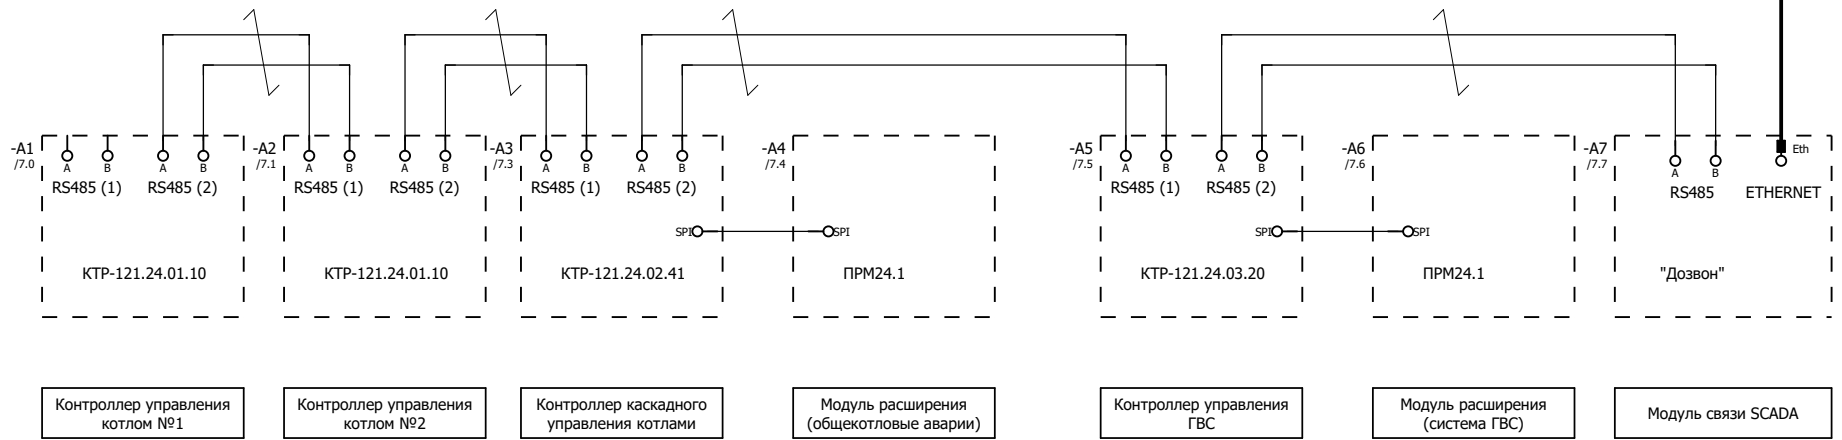 -A1
/7.0
A
B
A
B
RS485 (1)
RS485 (2)
КТР-121.24.01.10
-A2
/7.1
A
B
A
B
RS485 (1)
RS485 (2)
КТР-121.24.01.10
-A3
/7.3
A
B
A
B
RS485 (1)
RS485 (2)
SPI
КТР-121.24.02.41
-A4
/7.4
SPI
ПРМ24.1
-A5
/7.5
A
B
A
B
RS485 (1)
RS485 (2)
SPI
КТР-121.24.03.20
-A6
/7.6
SPI
ПРМ24.1
-A7
/7.7
A
B
Eth
RS485
ETHERNET
"Дозвон"
Контроллер управления
котлом №1
Контроллер управления
котлом №2
Контроллер каскадного
управления котлами
Модуль расширения
(общекотловые аварии)
Контроллер управления
ГВС
Модуль расширения
(система ГВС)
Модуль связи SCADA